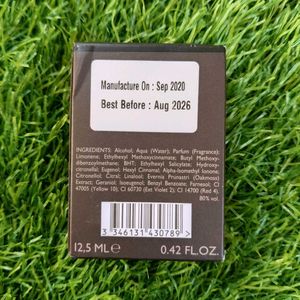 Manufacture On : Sep 2020
Best Before : Aug 2026
INGREDIENTS: Alcohol, Aqua (Water), Parfum (Fragrance);
Limonene; Ethylhexyl Methoxycinnamate; Butyl Methoxy-
dibenzoylmethane; BHT; Ethylhexyl Salicylate; Hydroxy-
citronellal; Eugenol; Hexyl Cinnamal; Alpha-Isomethyl Ionone;
Citronellol; Citral; Linalool; Evernia Prunastri (Oakmoss)
Extract; Geraniol; Isoeugenol; Benzyl Benzoate; Farnesol; CI
47005 (Yellow 10); CI 60730 (Ext Violet 2); CI 14700 (Red 4).
80% vol.
3 346131 430789 >
12,5 ML ℮ 0.42 FL.OZ.